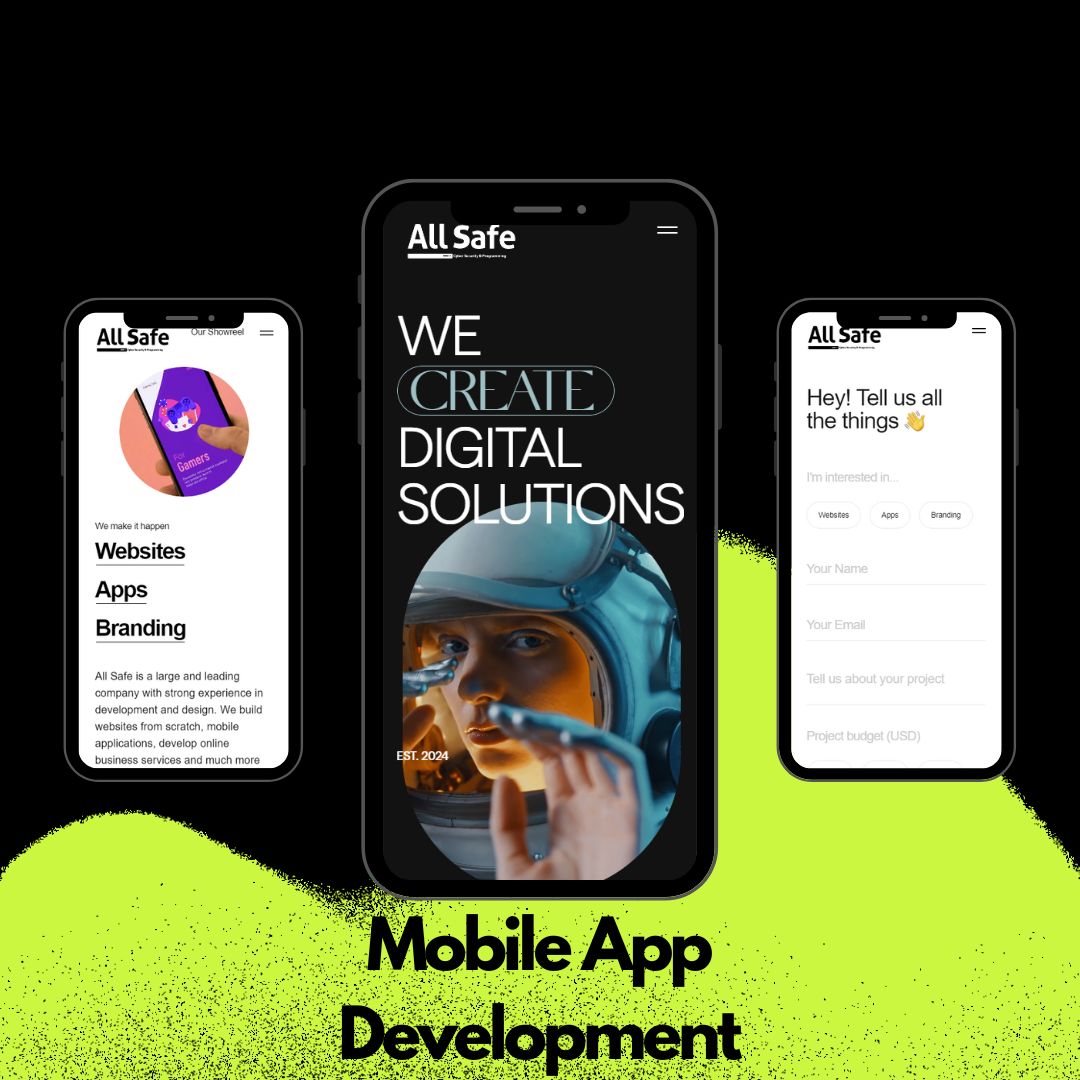 All Safe
Our Showreel
For
Gamers
We make it happen
Websites
Apps
Branding
All Safe is a large and leading
company with strong experience in
development and design. We build
websites from scratch, mobile
applications, develop online
business services and much more
All Safe
Cyber Security & Programming
WE
CREATE
DIGITAL
SOLUTIONS
EST. 2024
All Safe
Hey! Tell us all
the things 👋
I'm interested in...
Websites Apps Branding
Your Name
Your Email
Tell us about your project
Project budget (USD)
Mobile App
Development